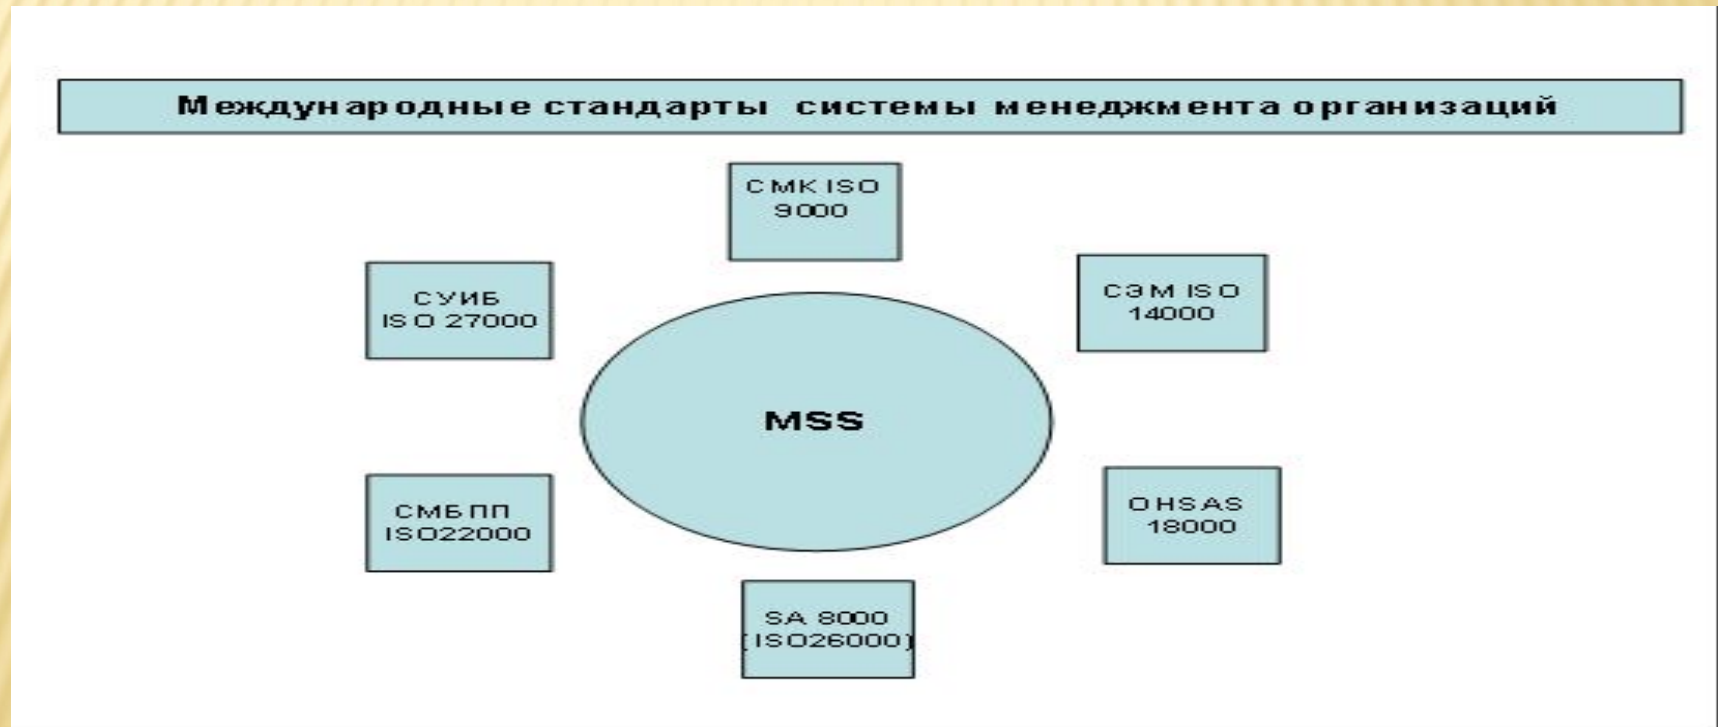 Международные стандарты системы менеджмента организаций
СМК ISO
9000
СУИБ
ISO 27000
СЭМ ISO
14000
MSS
СМБПП
ISO22000
OHSAS
18000
SA 8000
(ISO26000)